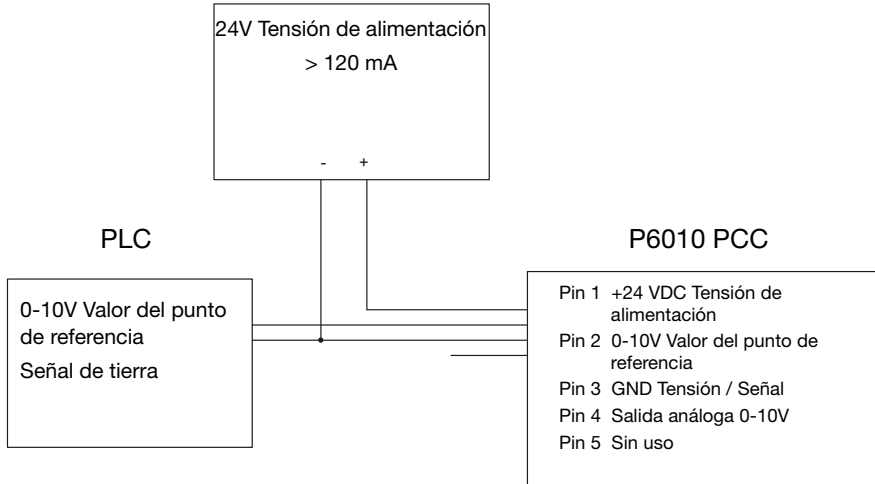 24V Tensión de alimentación
> 120 mA
- +
PLC
0-10V Valor del punto
de referencia
Señal de tierra
P6010 PCC
Pin 1 +24 VDC Tensión de
alimentación
Pin 2 0-10V Valor del punto de
referencia
Pin 3 GND Tensión / Señal
Pin 4 Salida análoga 0-10V
Pin 5 Sin uso